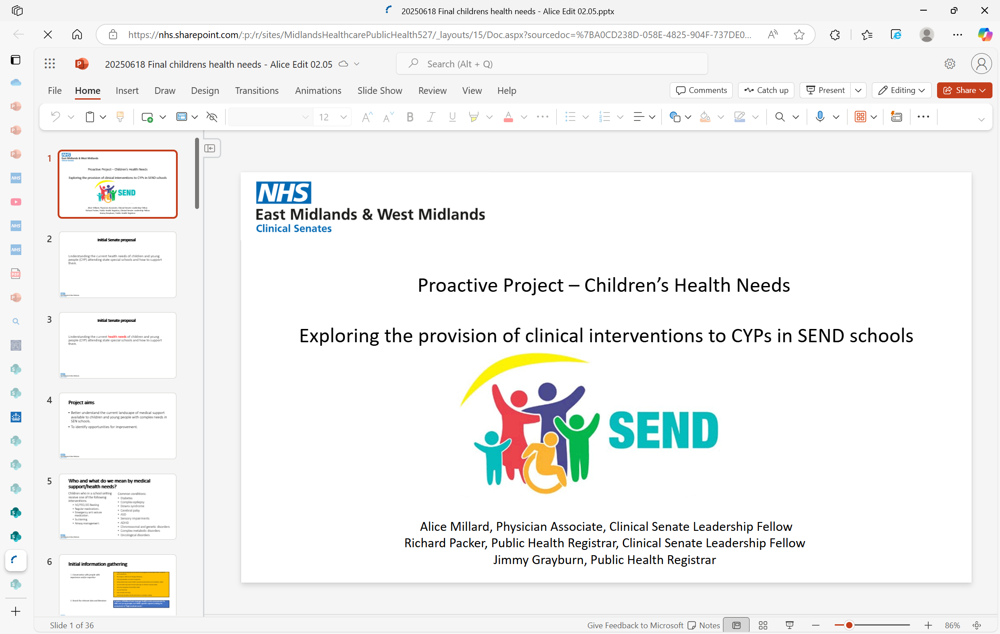 20250618 Final childrens health needs - Alice Edit 02.05.pptx
https://nhs.sharepoint.com/:p:/r/sites/MidlandsHealthcarePublicHealth527/_layouts/15/Doc.aspx?sourcedoc=%7BA0CD238D-058E-4825-904F-737DE0...
20250618 Final childrens health needs - Alice Edit 02.05
Search (Alt + Q)
File Home Insert Draw Design Transitions Animations Slide Show Review View Help
Comments Catch up Present Editing Share
12
1
NHS
East Midlands & West Midlands
Clinical Senates
Proactive Project – Children's Health Needs
Exploring the provision of clinical interventions to CYPs in SEND schools
SEND
Alice Millard, Physician Associate, Clinical Senate Leadership Fellow
Richard Packer, Public Health Registrar, Clinical Senate Leadership Fellow
Jimmy Grayburn, Public Health Registrar
2
Initial Senate proposal
Understanding the current health needs of children and young
people (CYP) attending state special schools and how to support
them.
3
Initial Senate proposal
Understanding the current health needs of children and young
people (CYP) attending state special schools and how to support
them.
4
Project aims
• Better understand the current landscape of medical support
available to children and young people with complex needs in
SEN schools.
• To identify opportunities for improvement.
5
Who and what do we mean by medical
support/health needs?
Children who in a school setting
receive one of the following
interventions.
• NG/PEG/JEG feeding
• Regular medications.
• Emergency anti seizure
medication.
• Suctioning.
• Airway management.
Common conditions:
• Diabetes
• Complex epilepsy
• Downs syndrome
• Cerebral palsy
• ASD
• Sensory impairments
• ADHD
• Chromosomal and genetic disorders
• Complex metabolic disorders
• Oncological disorders
6
Initial information gathering
1. Conversation with people with
experience and/or expertise
2. Search for relevant data and literature
NHS
East Midlands & West Midlands
Clinical Senates
Proactive Project – Children’s Health Needs
Exploring the provision of clinical interventions to CYPs in SEND schools
SEND
Alice Millard, Physician Associate, Clinical Senate Leadership Fellow
Richard Packer, Public Health Registrar, Clinical Senate Leadership Fellow
Jimmy Grayburn, Public Health Registrar
Slide 1 of 36
Give Feedback to Microsoft Notes 86%